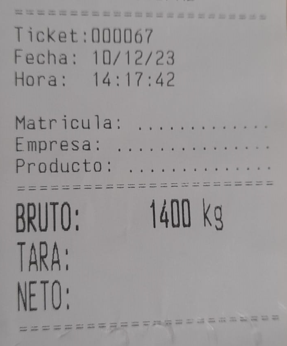 Ticket:000067
Fecha: 10/12/23
Hora: 14:17:42
Matricula: .............
Empresa: ...............
Producto: ..............
BRUTO: 1400 kg
TARA:
NETO: